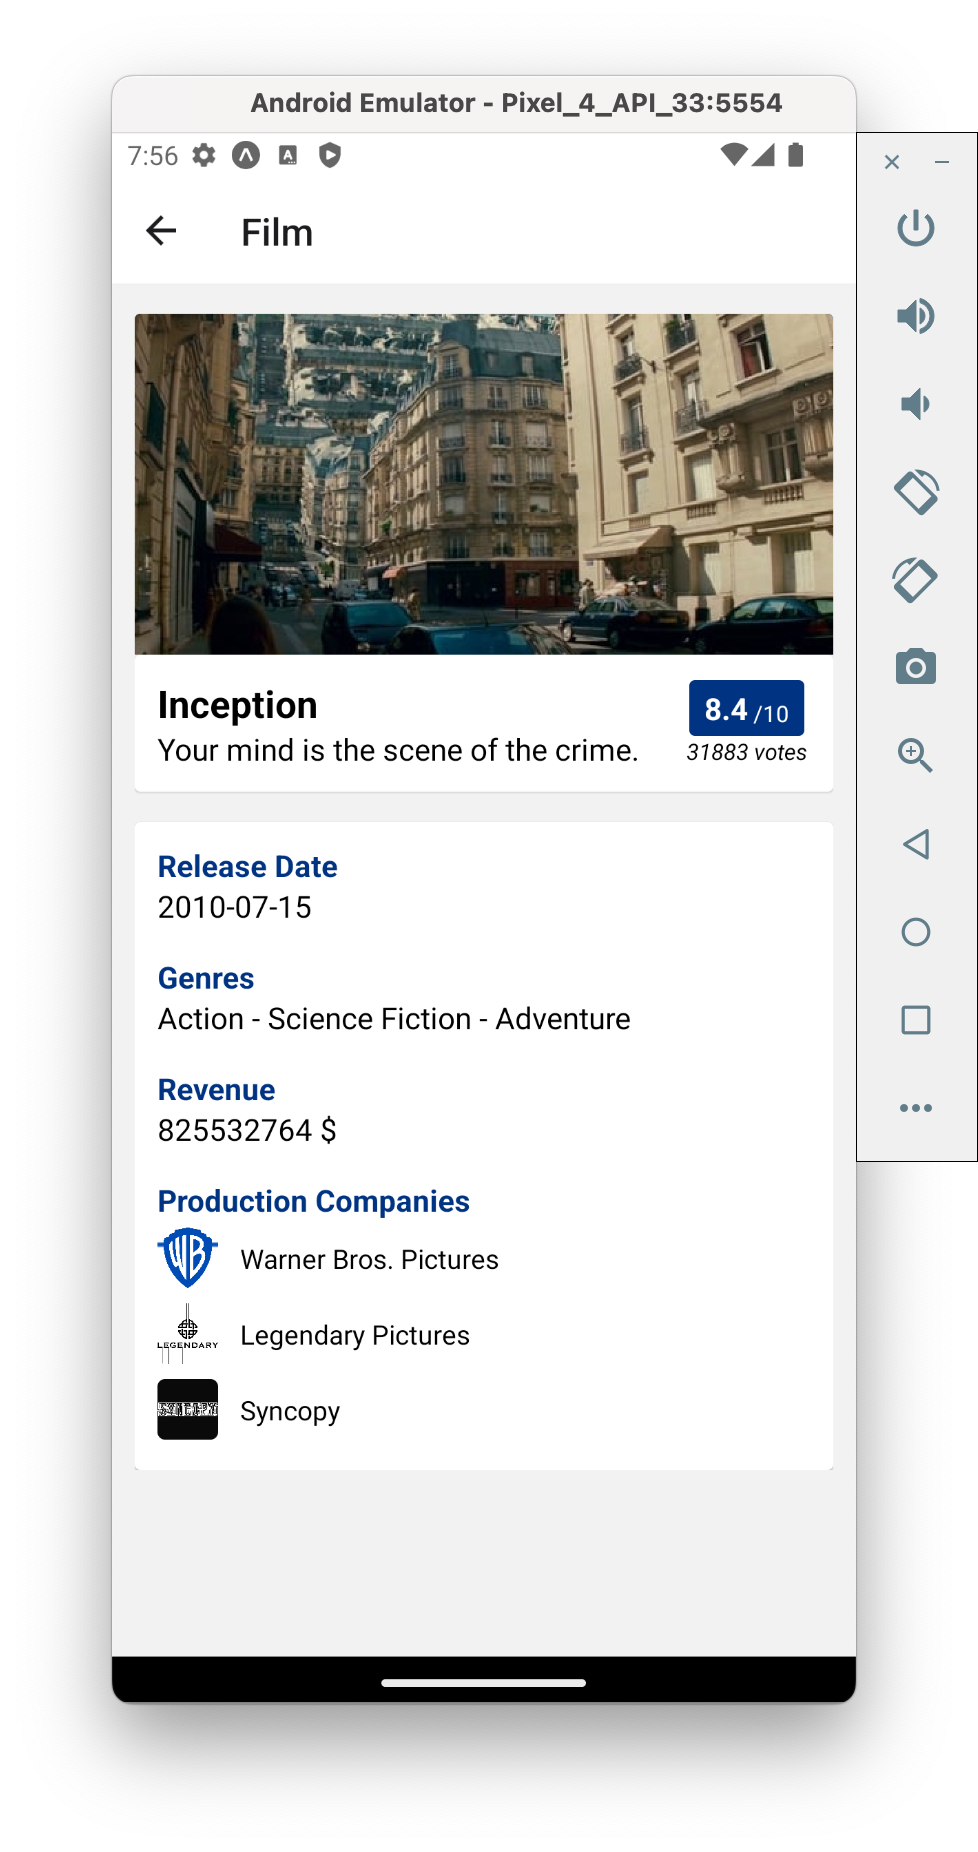 Android Emulator - Pixel_4_API_33:5554
7:56
Film
Inception
8.4 /10
Your mind is the scene of the crime.
31883 votes
Release Date
2010-07-15
Genres
Action - Science Fiction - Adventure
Revenue
825532764 $
Production Companies
WB
Warner Bros. Pictures
LEGENDARY
Legendary Pictures
SYNCOPY
Syncopy